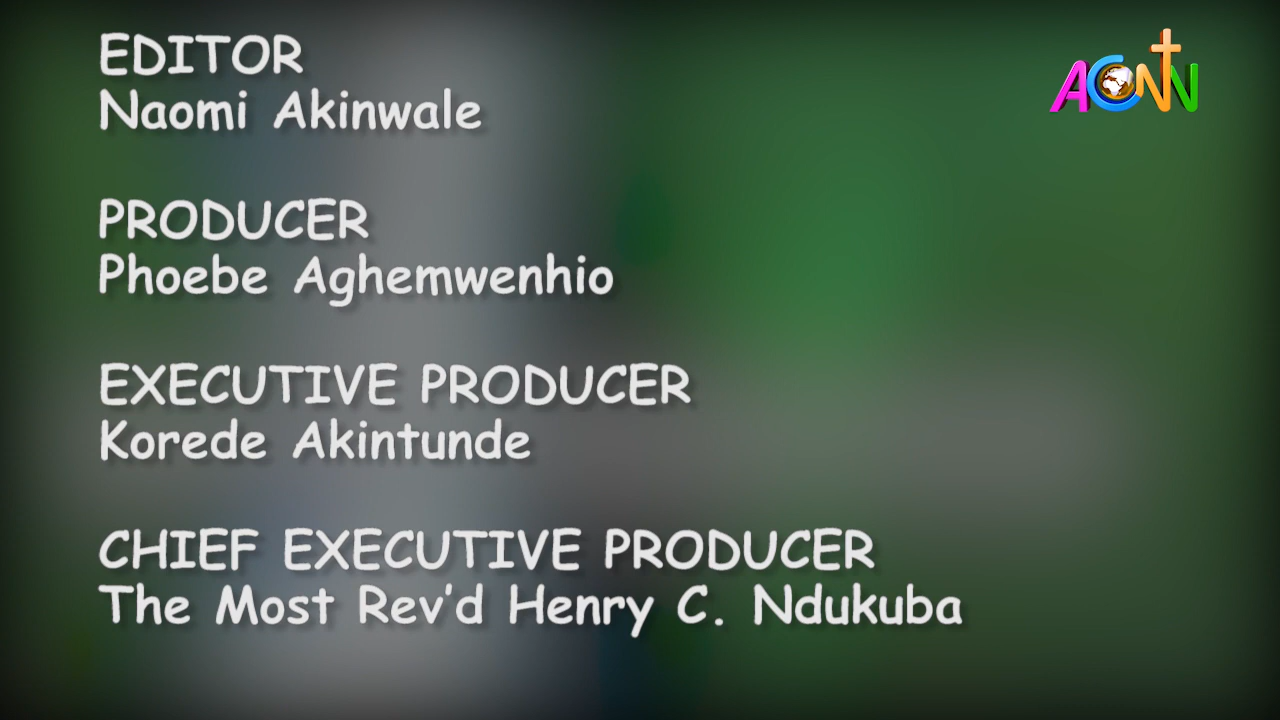 EDITOR
Naomi Akinwale
PRODUCER
Phoebe Aghemwenhio
EXECUTIVE PRODUCER
Korede Akintunde
CHIEF EXECUTIVE PRODUCER
The Most Rev'd Henry C. Ndukuba
ACNN